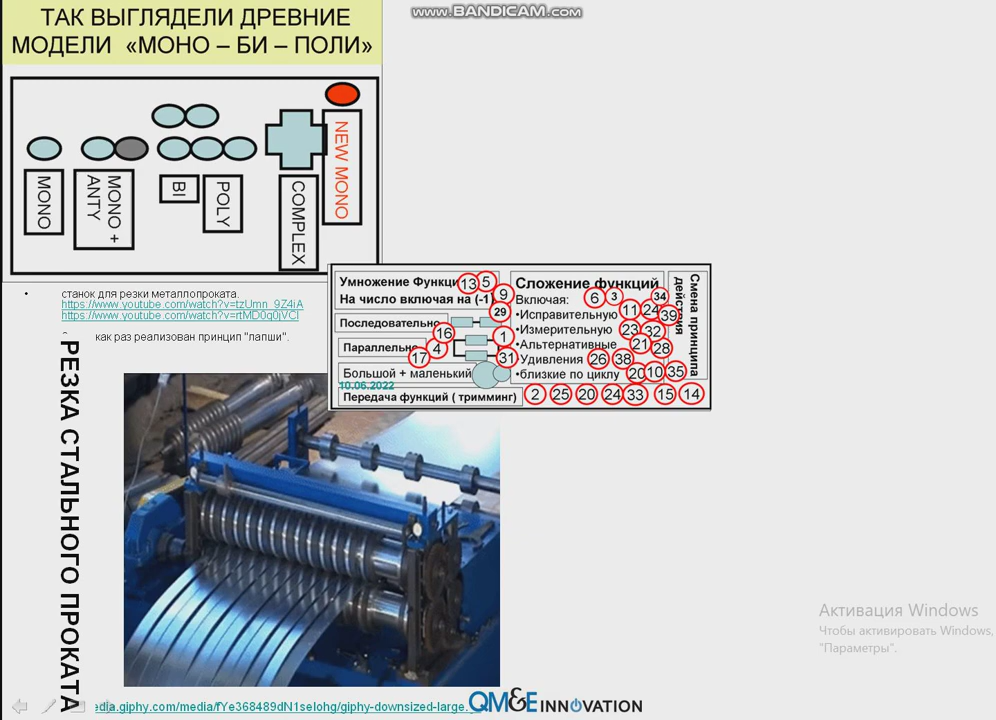 www.BANDICAM.com
ТАК ВЫГЛЯДЕЛИ ДРЕВНИЕ
МОДЕЛИ «МОНО – БИ – ПОЛИ»
MONO
MONO +
ANTY
BI
POLY
COMPLEX
NEW MONO
станок для резки металлопроката.
https://www.youtube.com/watch?v=tzUmn_9Z4iA
https://www.youtube.com/watch?v=rtMD0q0jVCI
как раз реализован принцип "лапши".
РЕЗКА СТАЛЬНОГО ПРОКАТА
Умножение Функци 13 5
На число включая на (-1) 9
29
Последовательно
16 1
Параллельно 4
17 31
Большой + маленький
10.06.2022
Передача функций ( тримминг) 2 25 20 24 33 15 14
Сложение функций
Включая: 6 3 34
•Исправительную 11 24 39
•Измерительную 23 32
•Альтернативные 21 28
Удивления 26 38
•близкие по циклу 20 10 35
Смена принципа
действия
Активация Windows
Чтобы активировать Windows,
"Параметры".
edia.giphy.com/media/fYe368489dN1selohg/giphy-downsized-large.
QM&E INNOVATION